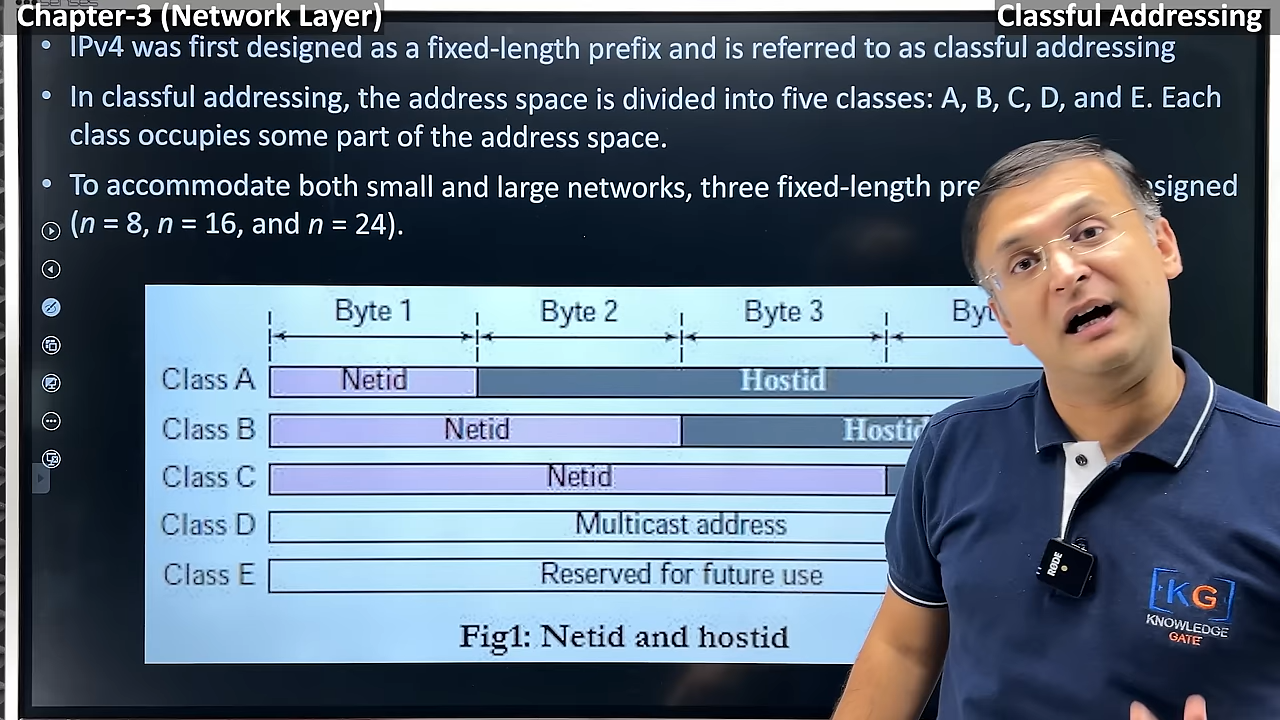 Chapter-3 (Network Layer)
Classful Addressing
• IPv4 was first designed as a fixed-length prefix and is referred to as classful addressing
• In classful addressing, the address space is divided into five classes: A, B, C, D, and E. Each
class occupies some part of the address space.
• To accommodate both small and large networks, three fixed-length pre signed
(n = 8, n = 16, and n = 24).
Byte 1 Byte 2 Byte 3 Byt
Class A Netid Hostid
Class B Netid Hostid
Class C Netid
Class D Multicast address
Class E Reserved for future use
Fig1: Netid and hostid
RØDE
KG
KNOWLEDGE
GATE